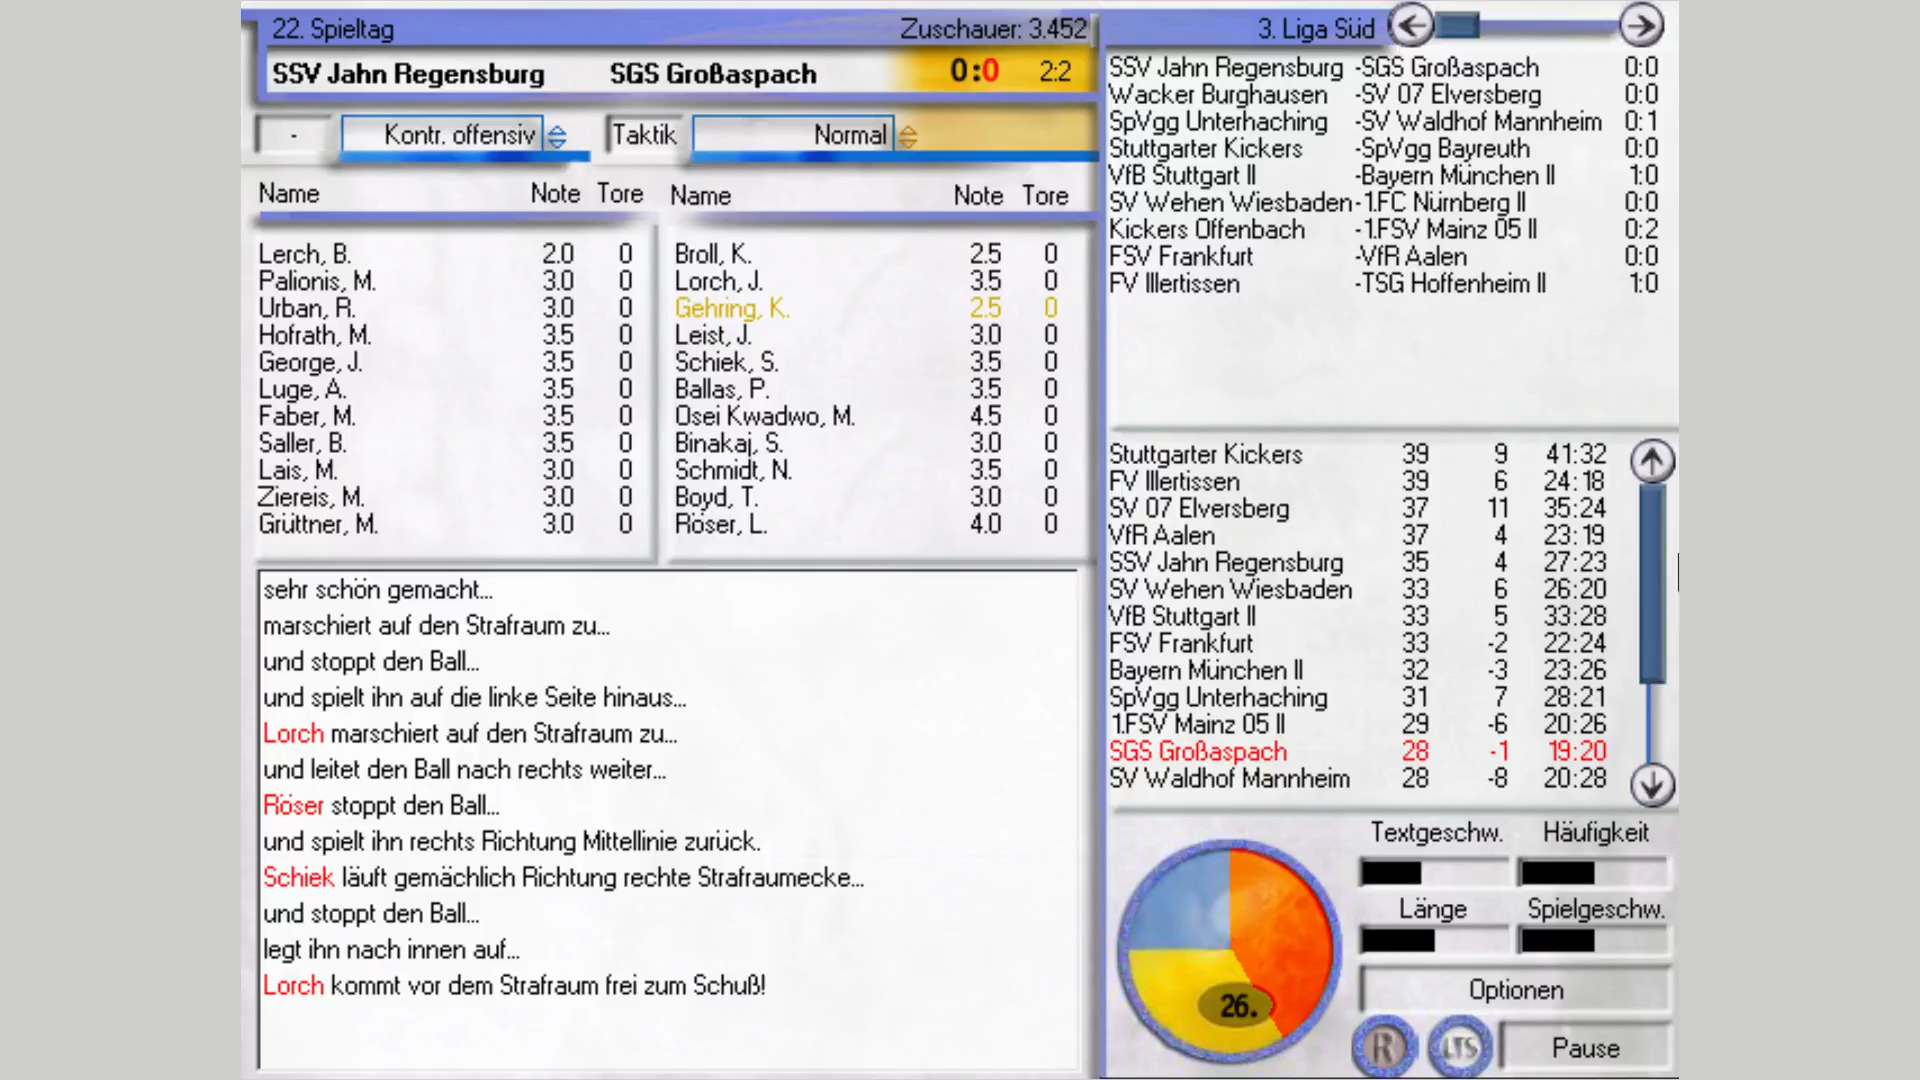 22. Spieltag Zuschauer: 3.452
SSV Jahn Regensburg SGS Großaspach 0:0 2:2
- Kontr. offensiv Taktik Normal
Name Note Tore Name Note Tore
Lerch, B. 2.0 0 Broll, K. 2.5 0
Palionis, M. 3.0 0 Lorch, J. 3.5 0
Urban, R. 3.0 0 Gehring, K. 2.5 0
Hofrath, M. 3.5 0 Leist, J. 3.0 0
George, J. 3.5 0 Schiek, S. 3.5 0
Luge, A. 3.5 0 Ballas, P. 3.5 0
Faber, M. 3.5 0 Osei Kwadwo, M. 4.5 0
Saller, B. 3.5 0 Binakaj, S. 3.0 0
Lais, M. 3.0 0 Schmidt, N. 3.5 0
Ziereis, M. 3.0 0 Boyd, T. 3.0 0
Grüttner, M. 3.0 0 Röser, L. 4.0 0
sehr schön gemacht...
marschiert auf den Strafraum zu...
und stoppt den Ball...
und spielt ihn auf die linke Seite hinaus...
Lorch marschiert auf den Strafraum zu...
und leitet den Ball nach rechts weiter...
Röser stoppt den Ball...
und spielt ihn rechts Richtung Mittellinie zurück.
Schiek läuft gemächlich Richtung rechte Strafraumecke...
und stoppt den Ball...
legt ihn nach innen auf...
Lorch kommt vor dem Strafraum frei zum Schuß!
3. Liga Süd
SSV Jahn Regensburg -SGS Großaspach 0:0
Wacker Burghausen -SV 07 Elversberg 0:0
SpVgg Unterhaching -SV Waldhof Mannheim 0:1
Stuttgarter Kickers -SpVgg Bayreuth 0:0
VfB Stuttgart II -Bayern München II 1:0
SV Wehen Wiesbaden -1.FC Nürnberg II 0:0
Kickers Offenbach -1.FSV Mainz 05 II 0:2
FSV Frankfurt -VfR Aalen 0:0
FV Illertissen -TSG Hoffenheim II 1:0
Stuttgarter Kickers 39 9 41:32
FV Illertissen 39 6 24:18
SV 07 Elversberg 37 11 35:24
VfR Aalen 37 4 23:19
SSV Jahn Regensburg 35 4 27:23
SV Wehen Wiesbaden 33 6 26:20
VfB Stuttgart II 33 5 33:28
FSV Frankfurt 33 -2 22:24
Bayern München II 32 -3 23:26
SpVgg Unterhaching 31 7 28:21
1.FSV Mainz 05 II 29 -6 20:26
SGS Großaspach 28 -1 19:20
SV Waldhof Mannheim 28 -8 20:28
Textgeschw. Häufigkeit
Länge Spielgeschw.
26.
Optionen
R LTS Pause